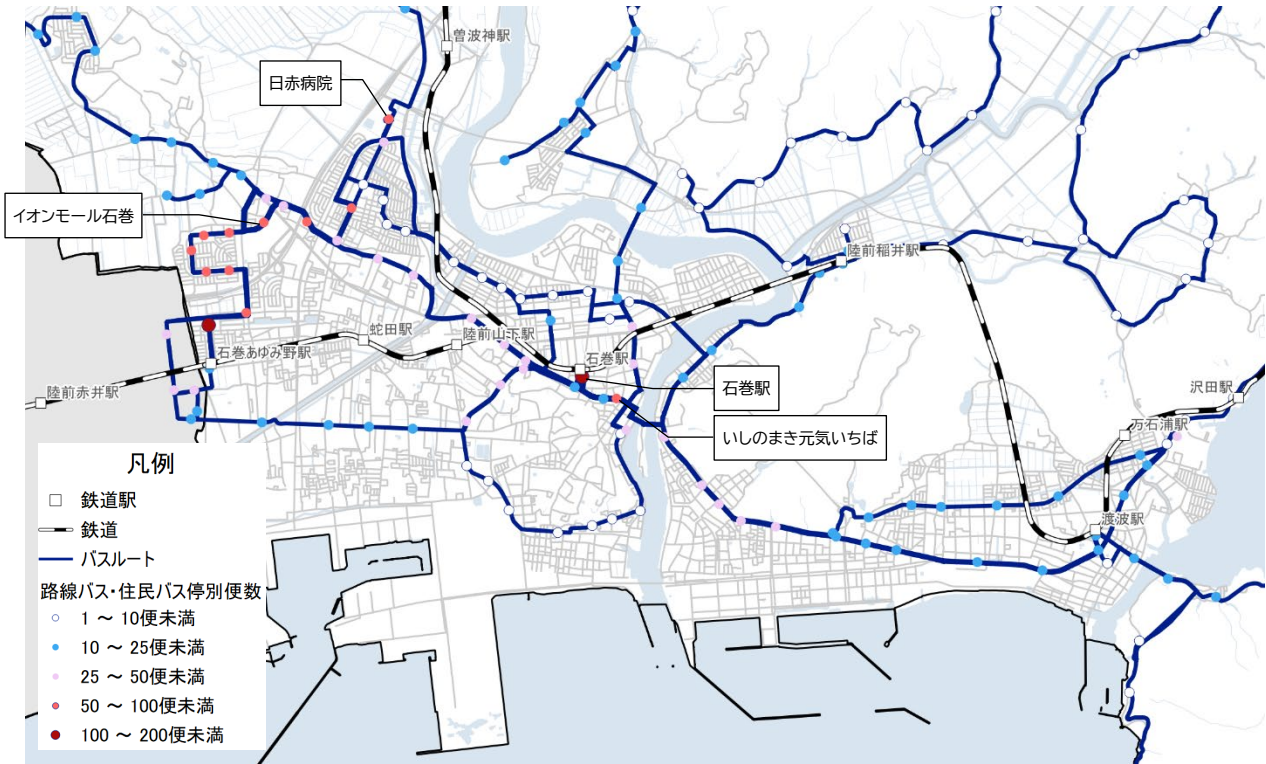 曽波神駅
日赤病院
イオンモール石巻
陸前稲井駅
蛇田駅
陸前山下駅
石巻あゆみ野駅
石巻駅
陸前赤井駅
石巻駅
沢田駅
万石浦駅
いしのまき元気いちば
渡波駅
凡例
鉄道駅
鉄道
バスルート
路線バス・住民バス停別便数
1 ～ 10便未満
10 ～ 25便未満
25 ～ 50便未満
50 ～ 100便未満
100 ～ 200便未満